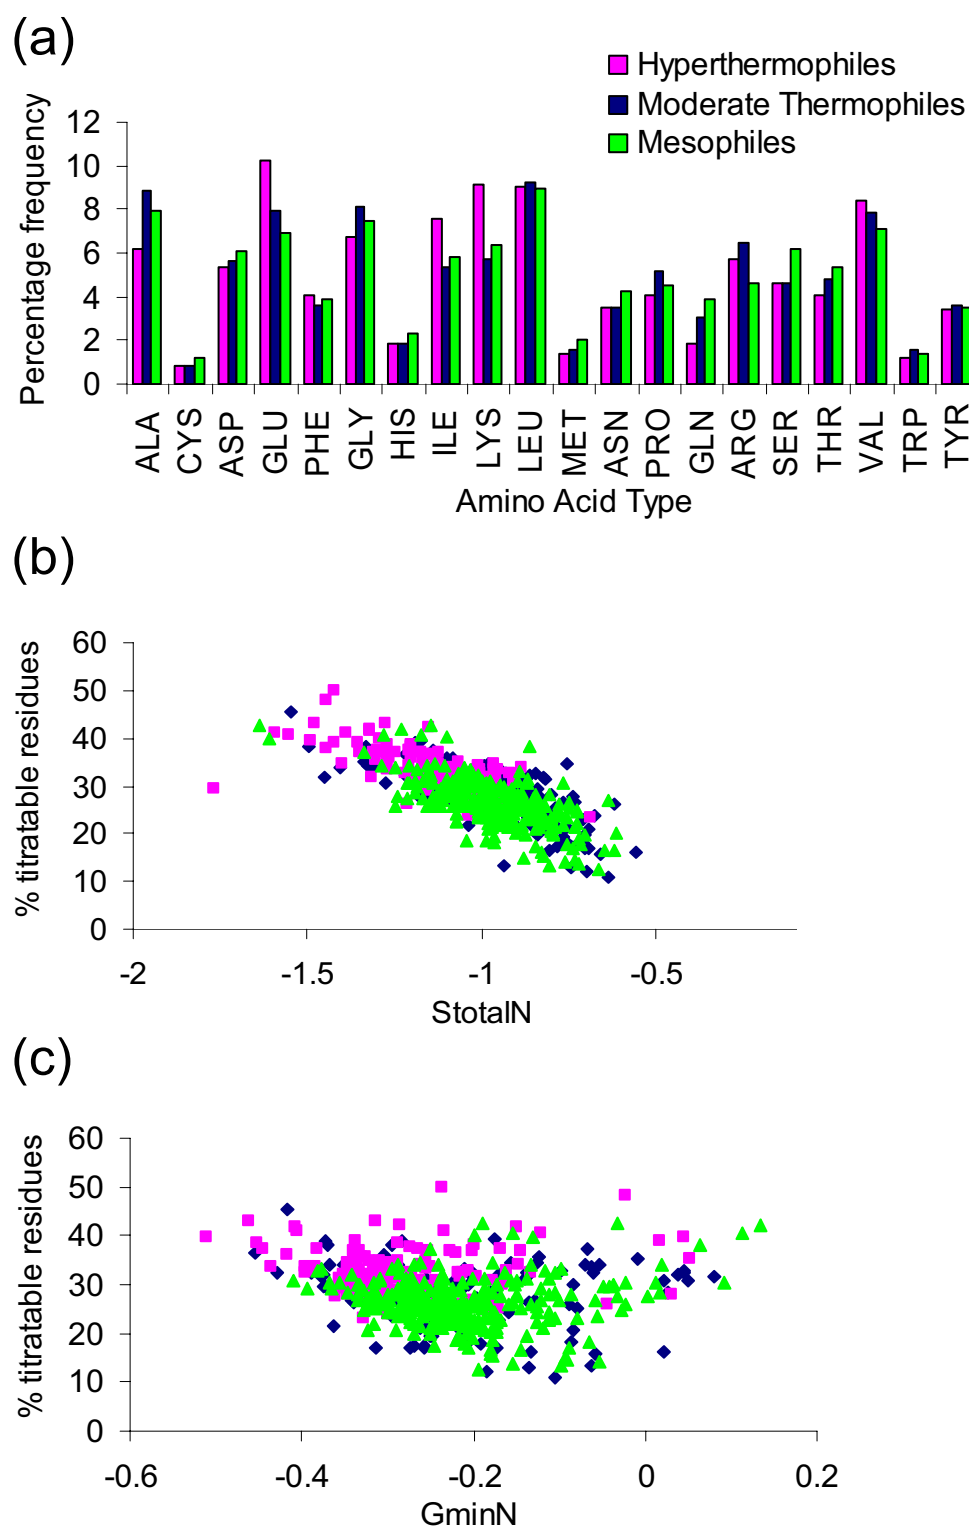 (a)
Hyperthermophiles
Moderate Thermophiles
Mesophiles
Percentage frequency
12
10
8
6
4
2
0
ALA
CYS
ASP
GLU
PHE
GLY
HIS
ILE
LYS
LEU
MET
ASN
PRO
GLN
ARG
SER
THR
VAL
TRP
TYR
Amino Acid Type
(b)
% titratable residues
60
50
40
30
20
10
0
-2
-1.5
-1
-0.5
StotalN
(c)
% titratable residues
60
50
40
30
20
10
0
-0.6
-0.4
-0.2
0
0.2
GminN